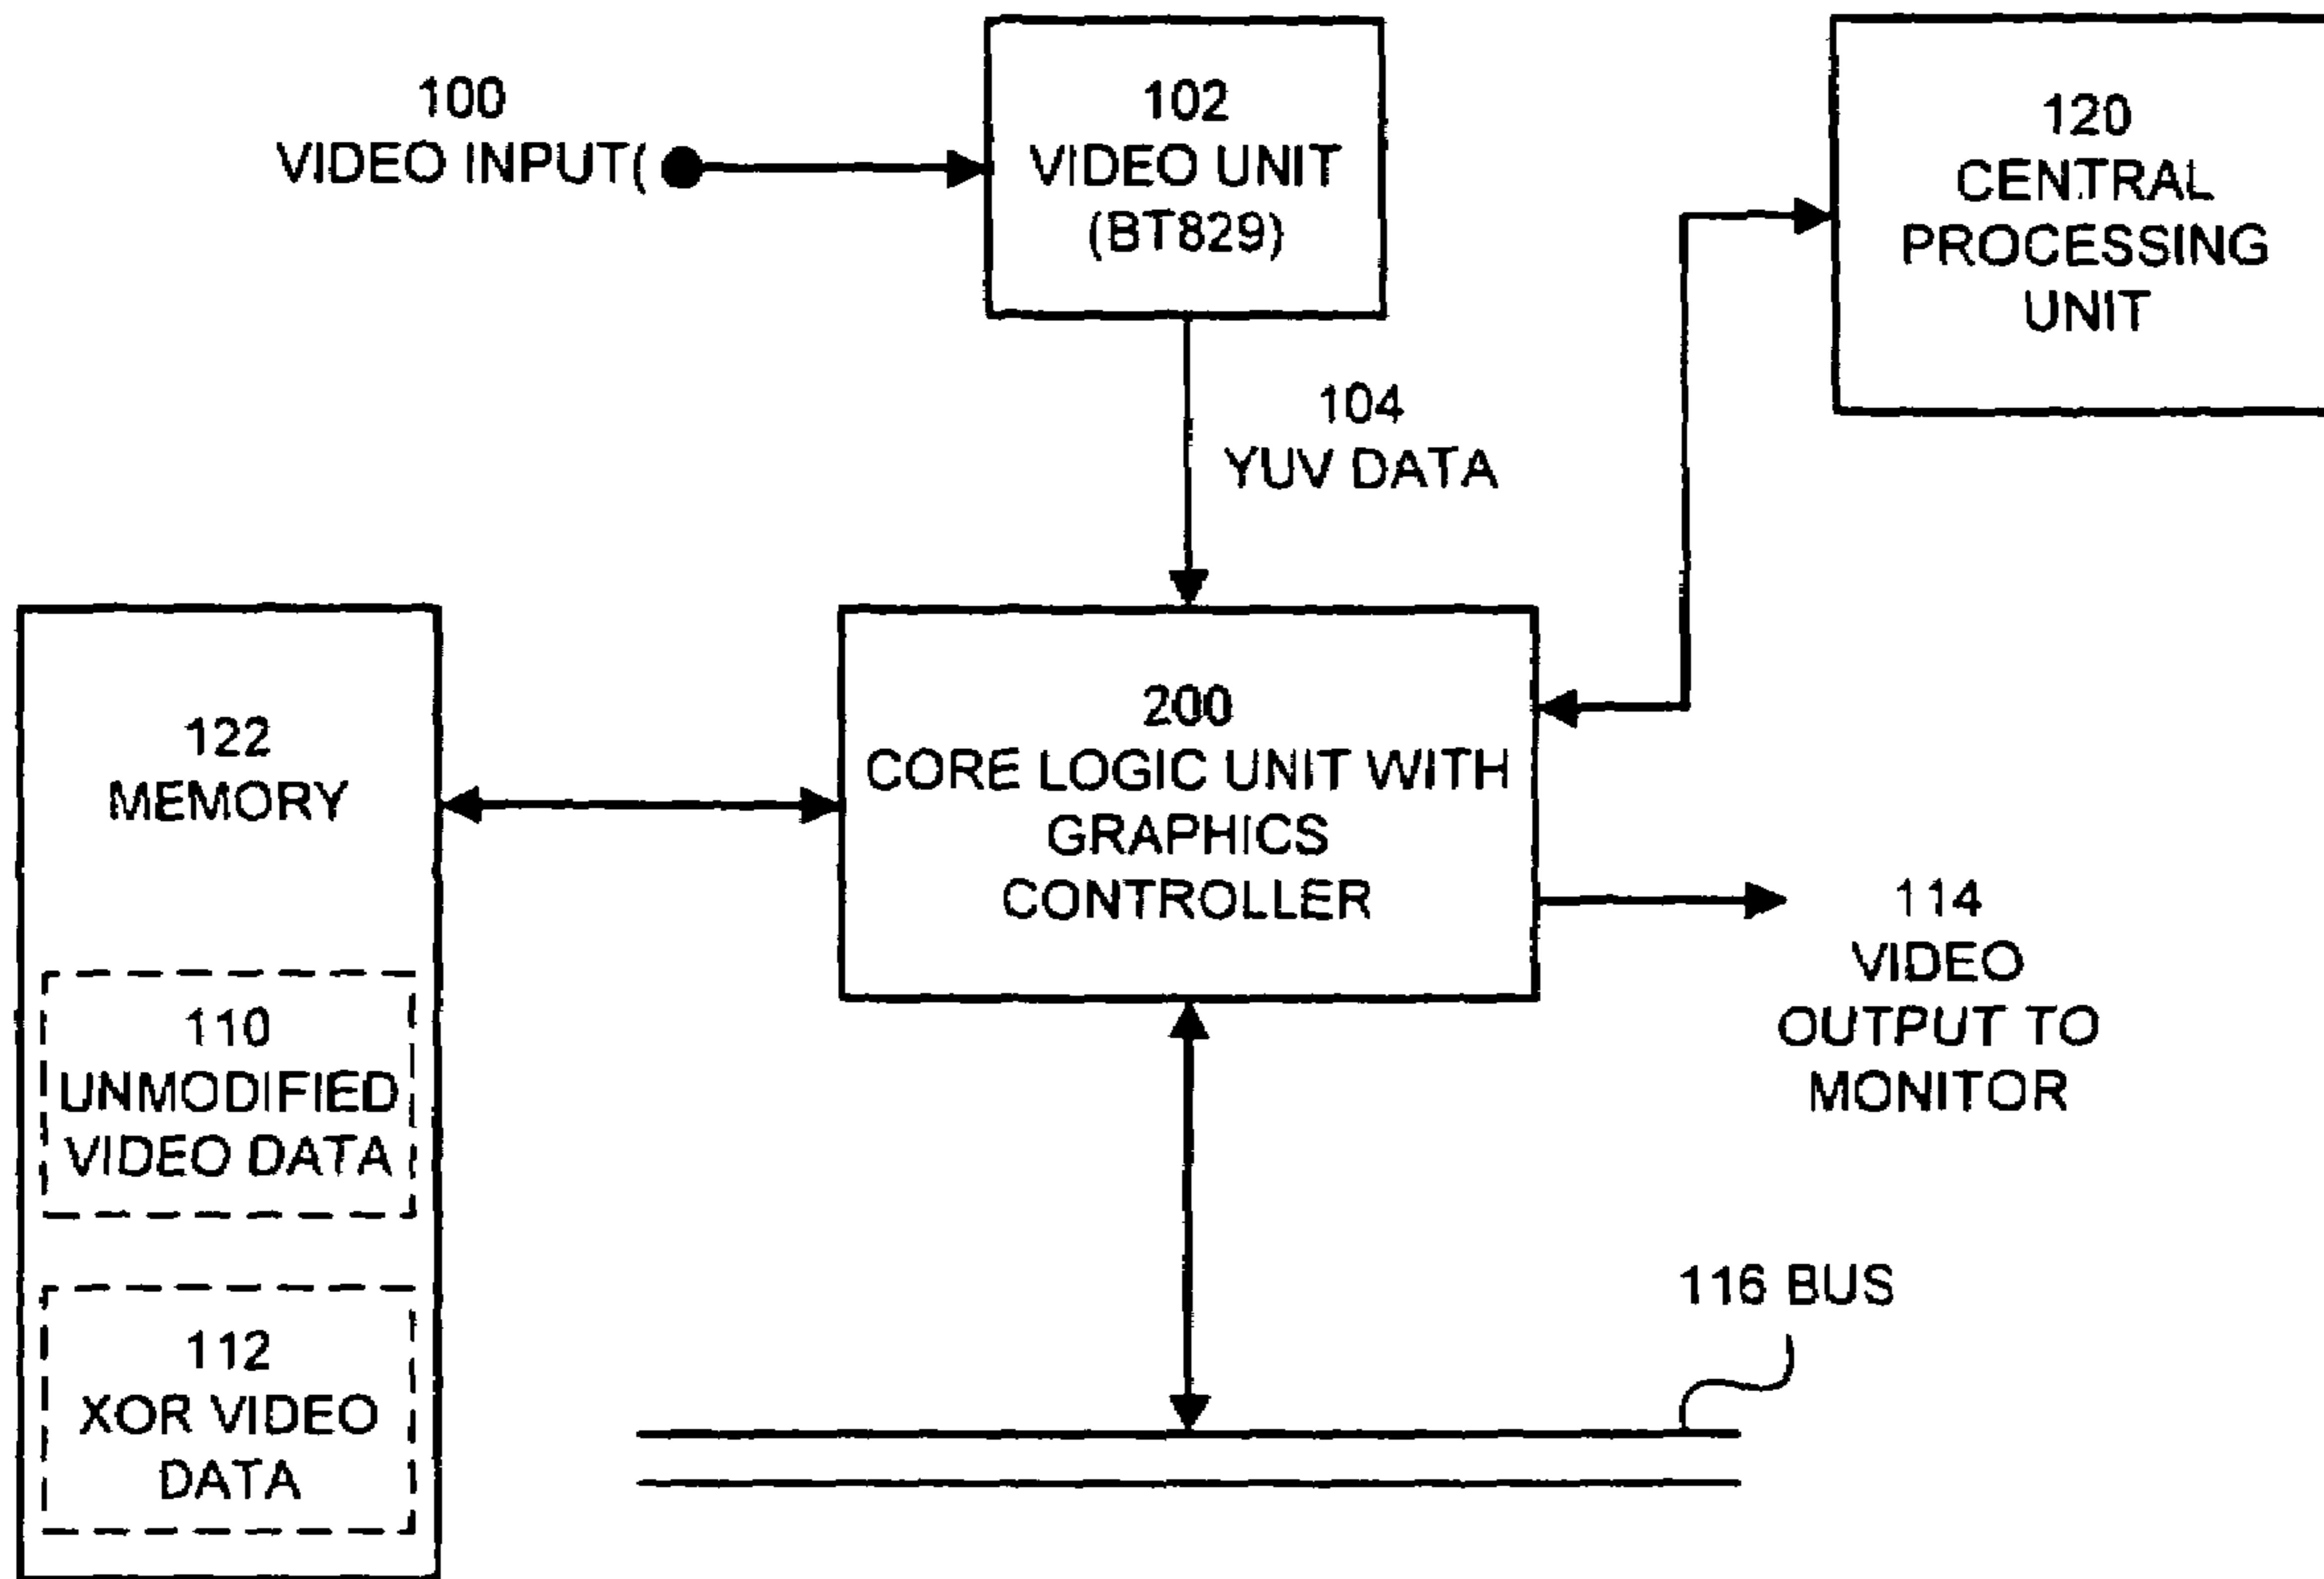 100
VIDEO INPUT(
102
VIDEO UNIT
(BT829)
120
CENTRAL
PROCESSING
UNIT
104
YUV DATA
122
MEMORY
200
CORE LOGIC UNIT WITH
GRAPHICS
CONTROLLER
114
VIDEO
OUTPUT TO
MONITOR
110
UNMODIFIED
VIDEO DATA
112
XOR VIDEO
DATA
116 BUS